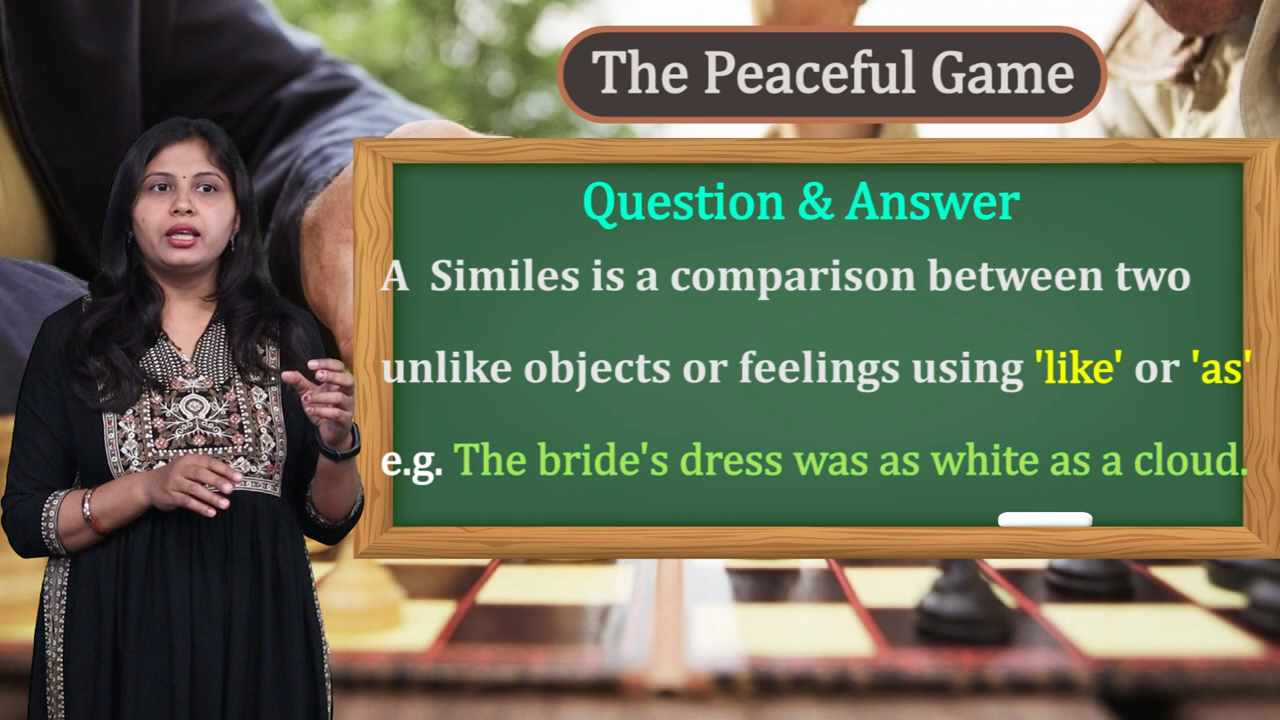 The Peaceful Game
Question & Answer
A Similes is a comparison between two
unlike objects or feelings using 'like' or 'as'
e.g. The bride's dress was as white as a cloud.